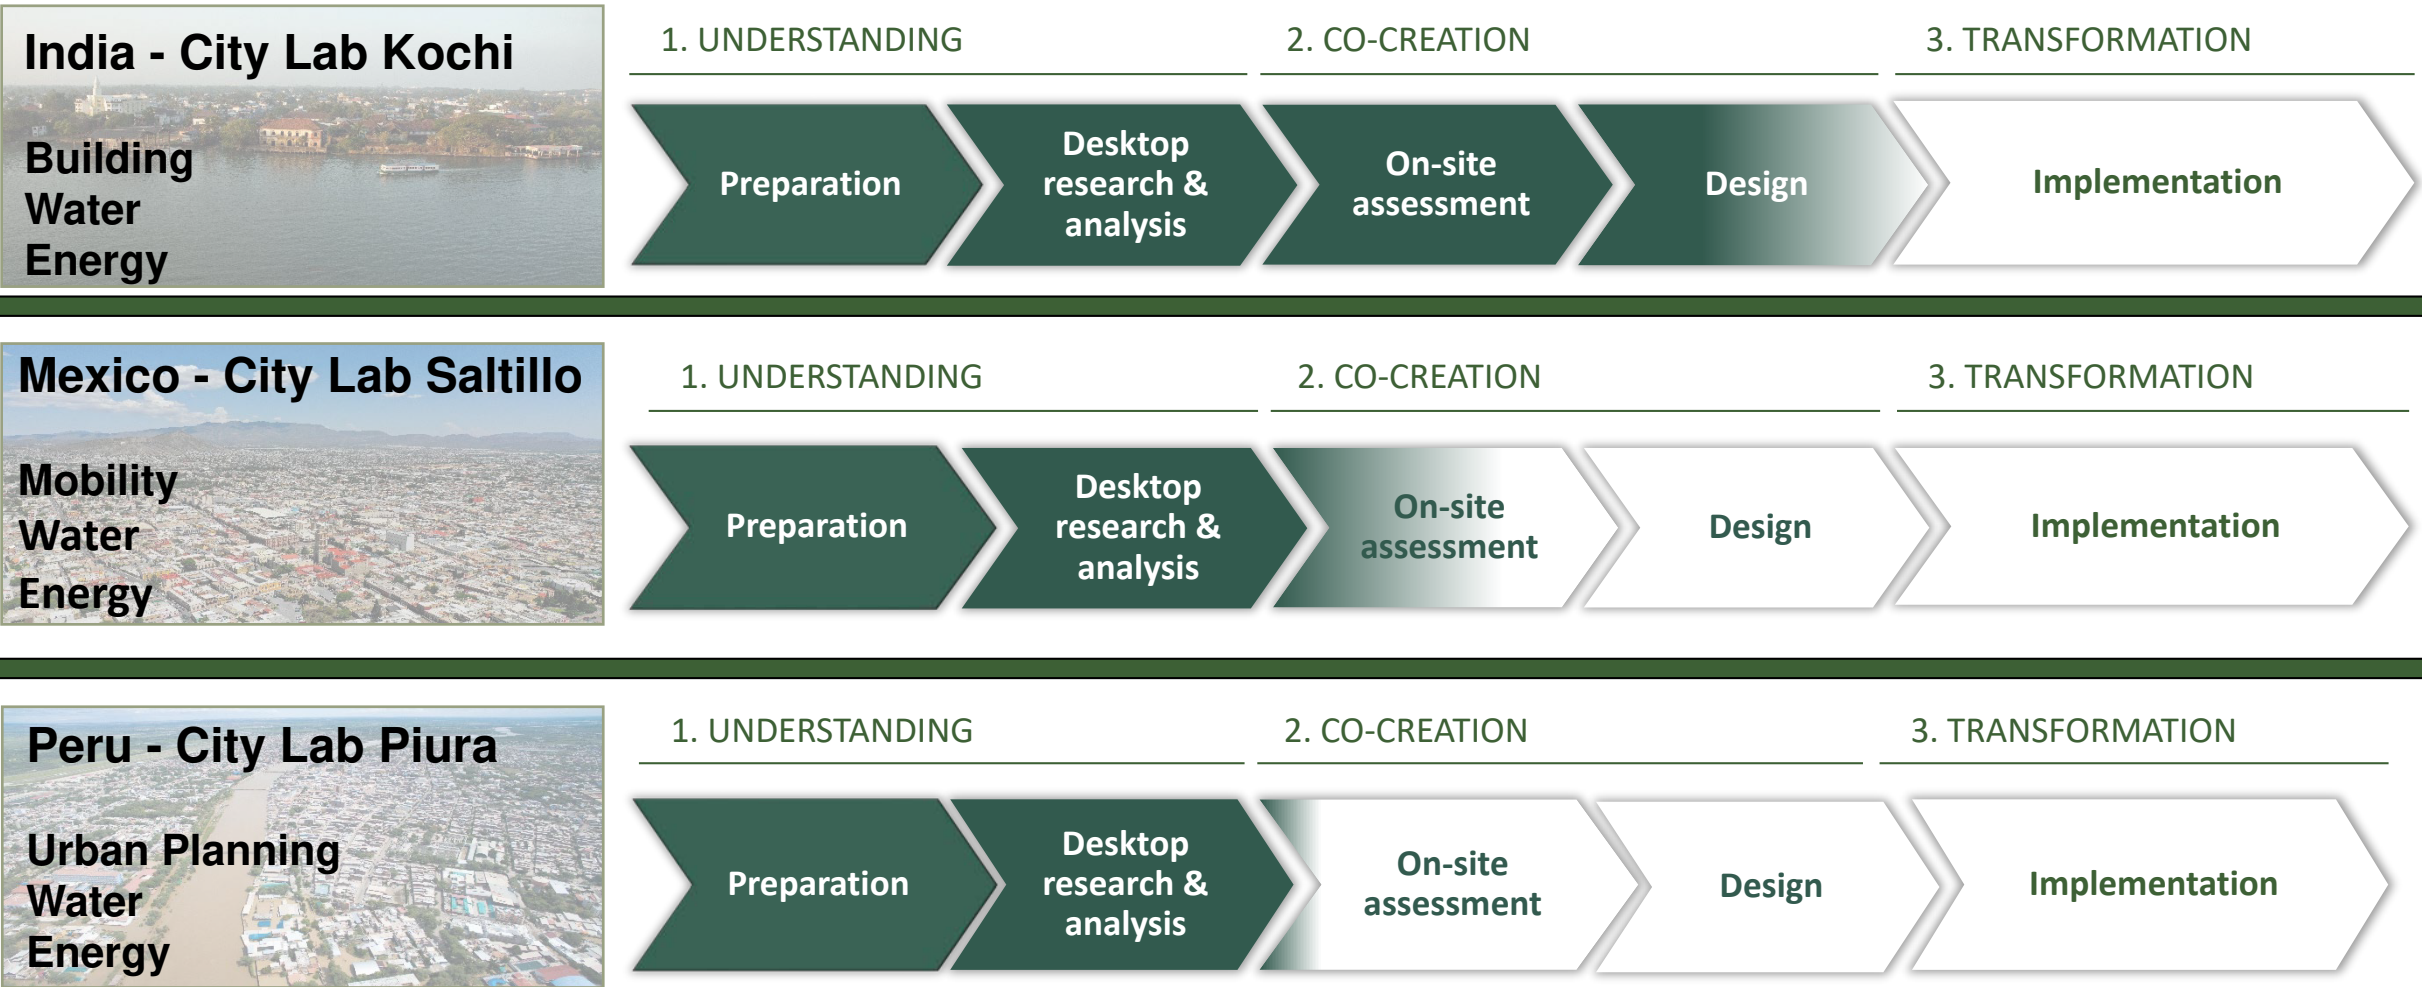 India - City Lab Kochi
Building
Water
Energy
1. UNDERSTANDING
2. CO-CREATION
3. TRANSFORMATION
Preparation
Desktop
research &
analysis
On-site
assessment
Design
Implementation
Mexico - City Lab Saltillo
Mobility
Water
Energy
1. UNDERSTANDING
2. CO-CREATION
3. TRANSFORMATION
Preparation
Desktop
research &
analysis
On-site
assessment
Design
Implementation
Peru - City Lab Piura
Urban Planning
Water
Energy
1. UNDERSTANDING
2. CO-CREATION
3. TRANSFORMATION
Preparation
Desktop
research &
analysis
On-site
assessment
Design
Implementation